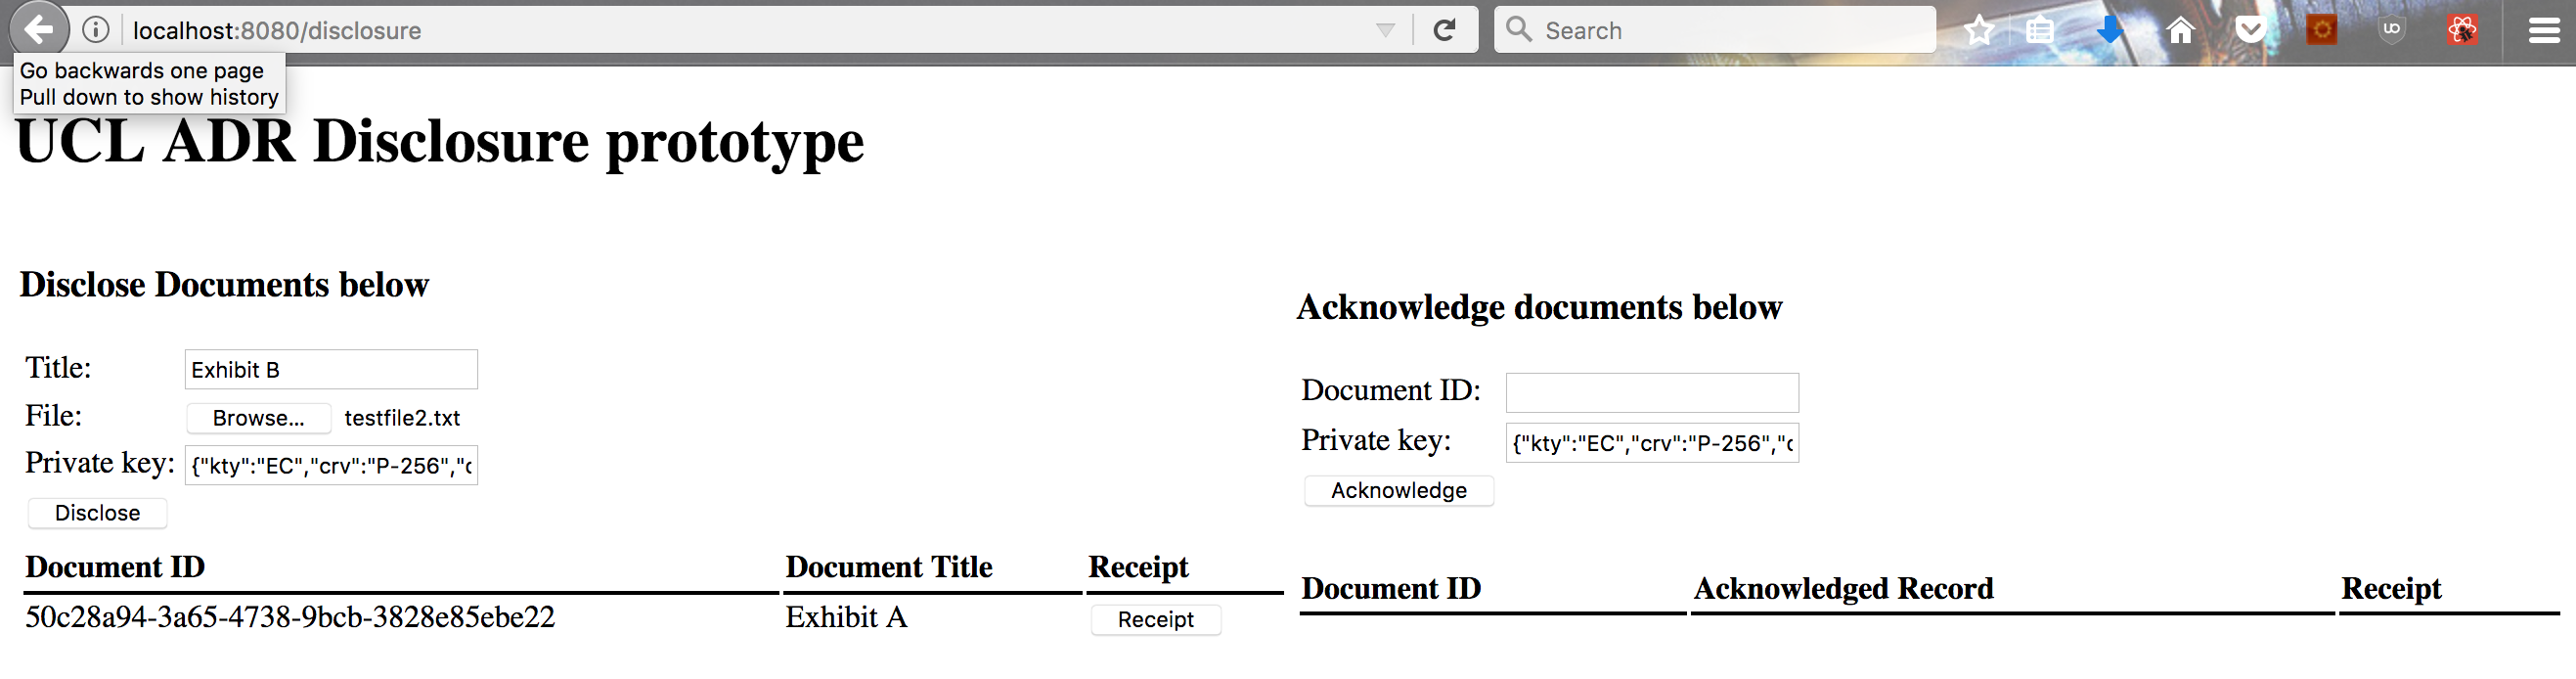 localhost:8080/disclosure
Search
Go backwards one page
Pull down to show history
UCL ADR Disclosure prototype
Disclose Documents below
Title: Exhibit B
File: Browse... testfile2.txt
Private key: {"kty":"EC","crv":"P-256","
Disclose
Document ID Document Title Receipt
50c28a94-3a65-4738-9bcb-3828e85ebe22 Exhibit A Receipt
Acknowledge documents below
Document ID:
Private key: {"kty":"EC","crv":"P-256","
Acknowledge
Document ID Acknowledged Record Receipt